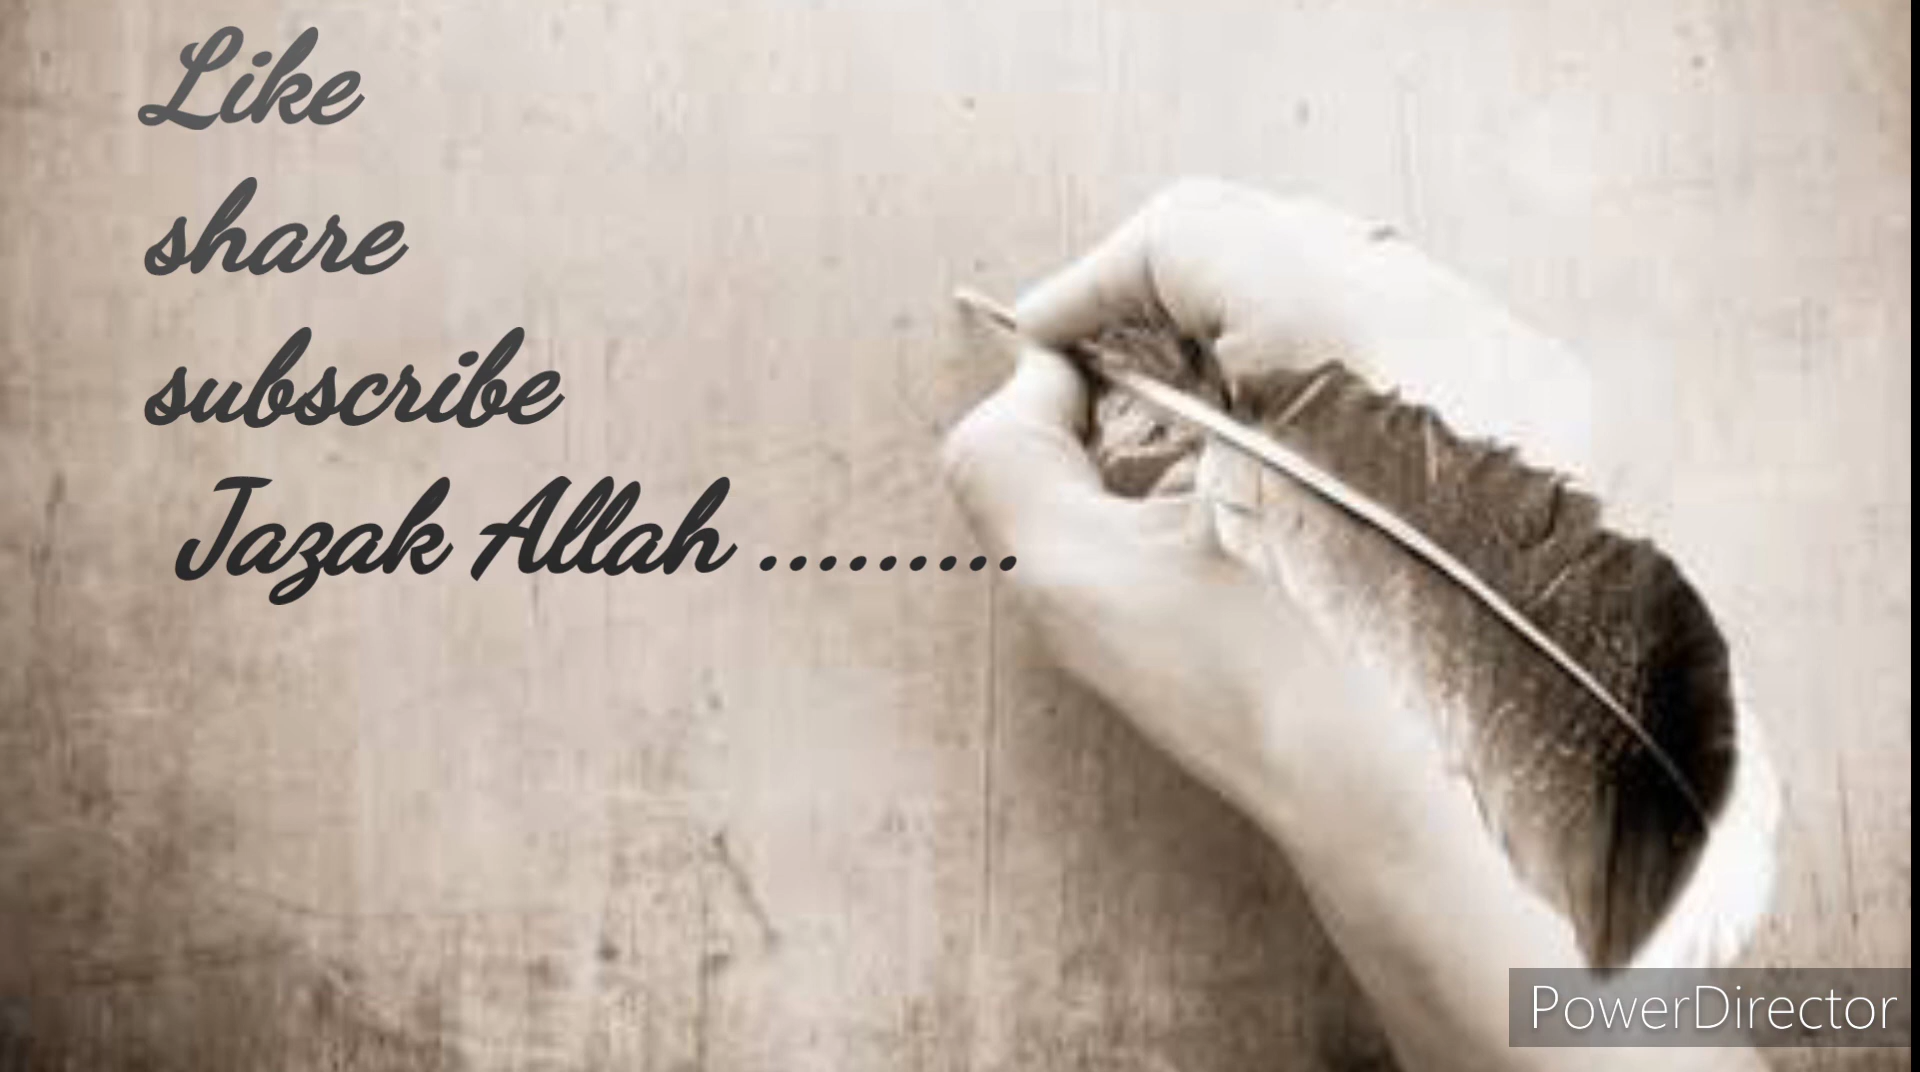 Like
share
subscribe
Jazak Allah .........
PowerDirector